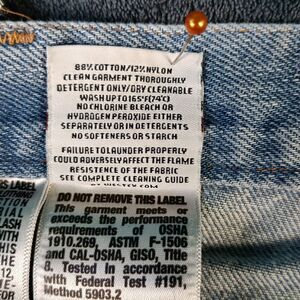 88% COTTON/12% NYLON
CLEAN GARMENT THOROUGHLY
DETERGENT ONLY/DRY CLEANABLE
WASH UP TO 165°F(74°C)
NO CHLORINE BLEACH OR
HYDROGEN PEROXIDE EITHER
SEPARATELY OR IN DETERGENTS
NO SOFTENERS OR STARCH
FAILURE TO LAUNDER PROPERLY
COULD ADVERSELY AFFECT THE FLAME
RESISTENCE OF THE FABRIC
SEE COMPLETE CLEANING GUIDE
DO NOT REMOVE THIS LABEL
This garment meets or
exceeds the performance
requirements of OSHA
1910.269, ASTM F-1506
and CAL-OSHA, GISO, Title
8. Tested in accordance
with Federal Test #191,
Method 5903.2
THIS LABEL